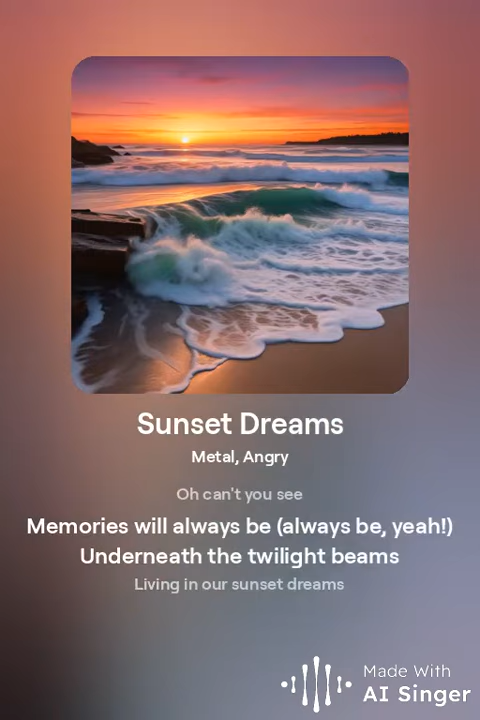 Sunset Dreams
Metal, Angry
Oh can't you see
Memories will always be (always be, yeah!)
Underneath the twilight beams
Living in our sunset dreams
Made With
AI Singer